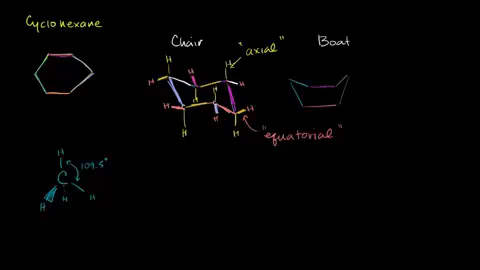 Cyclohexane
Chair
"axial"
Boat
H
H
H
H
H
H
H
H
H
H
H
H
"equatorial"
H
109.5°
C
H
H
H